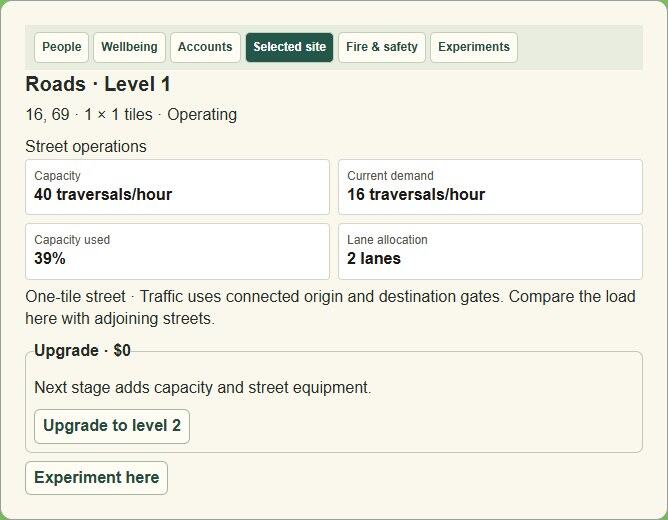 People Wellbeing Accounts Selected site Fire & safety Experiments
Roads · Level 1
16, 69 · 1 × 1 tiles · Operating
Street operations
Capacity
40 traversals/hour
Current demand
16 traversals/hour
Capacity used
39%
Lane allocation
2 lanes
One-tile street · Traffic uses connected origin and destination gates. Compare the load
here with adjoining streets.
Upgrade · $0
Next stage adds capacity and street equipment.
Upgrade to level 2
Experiment here